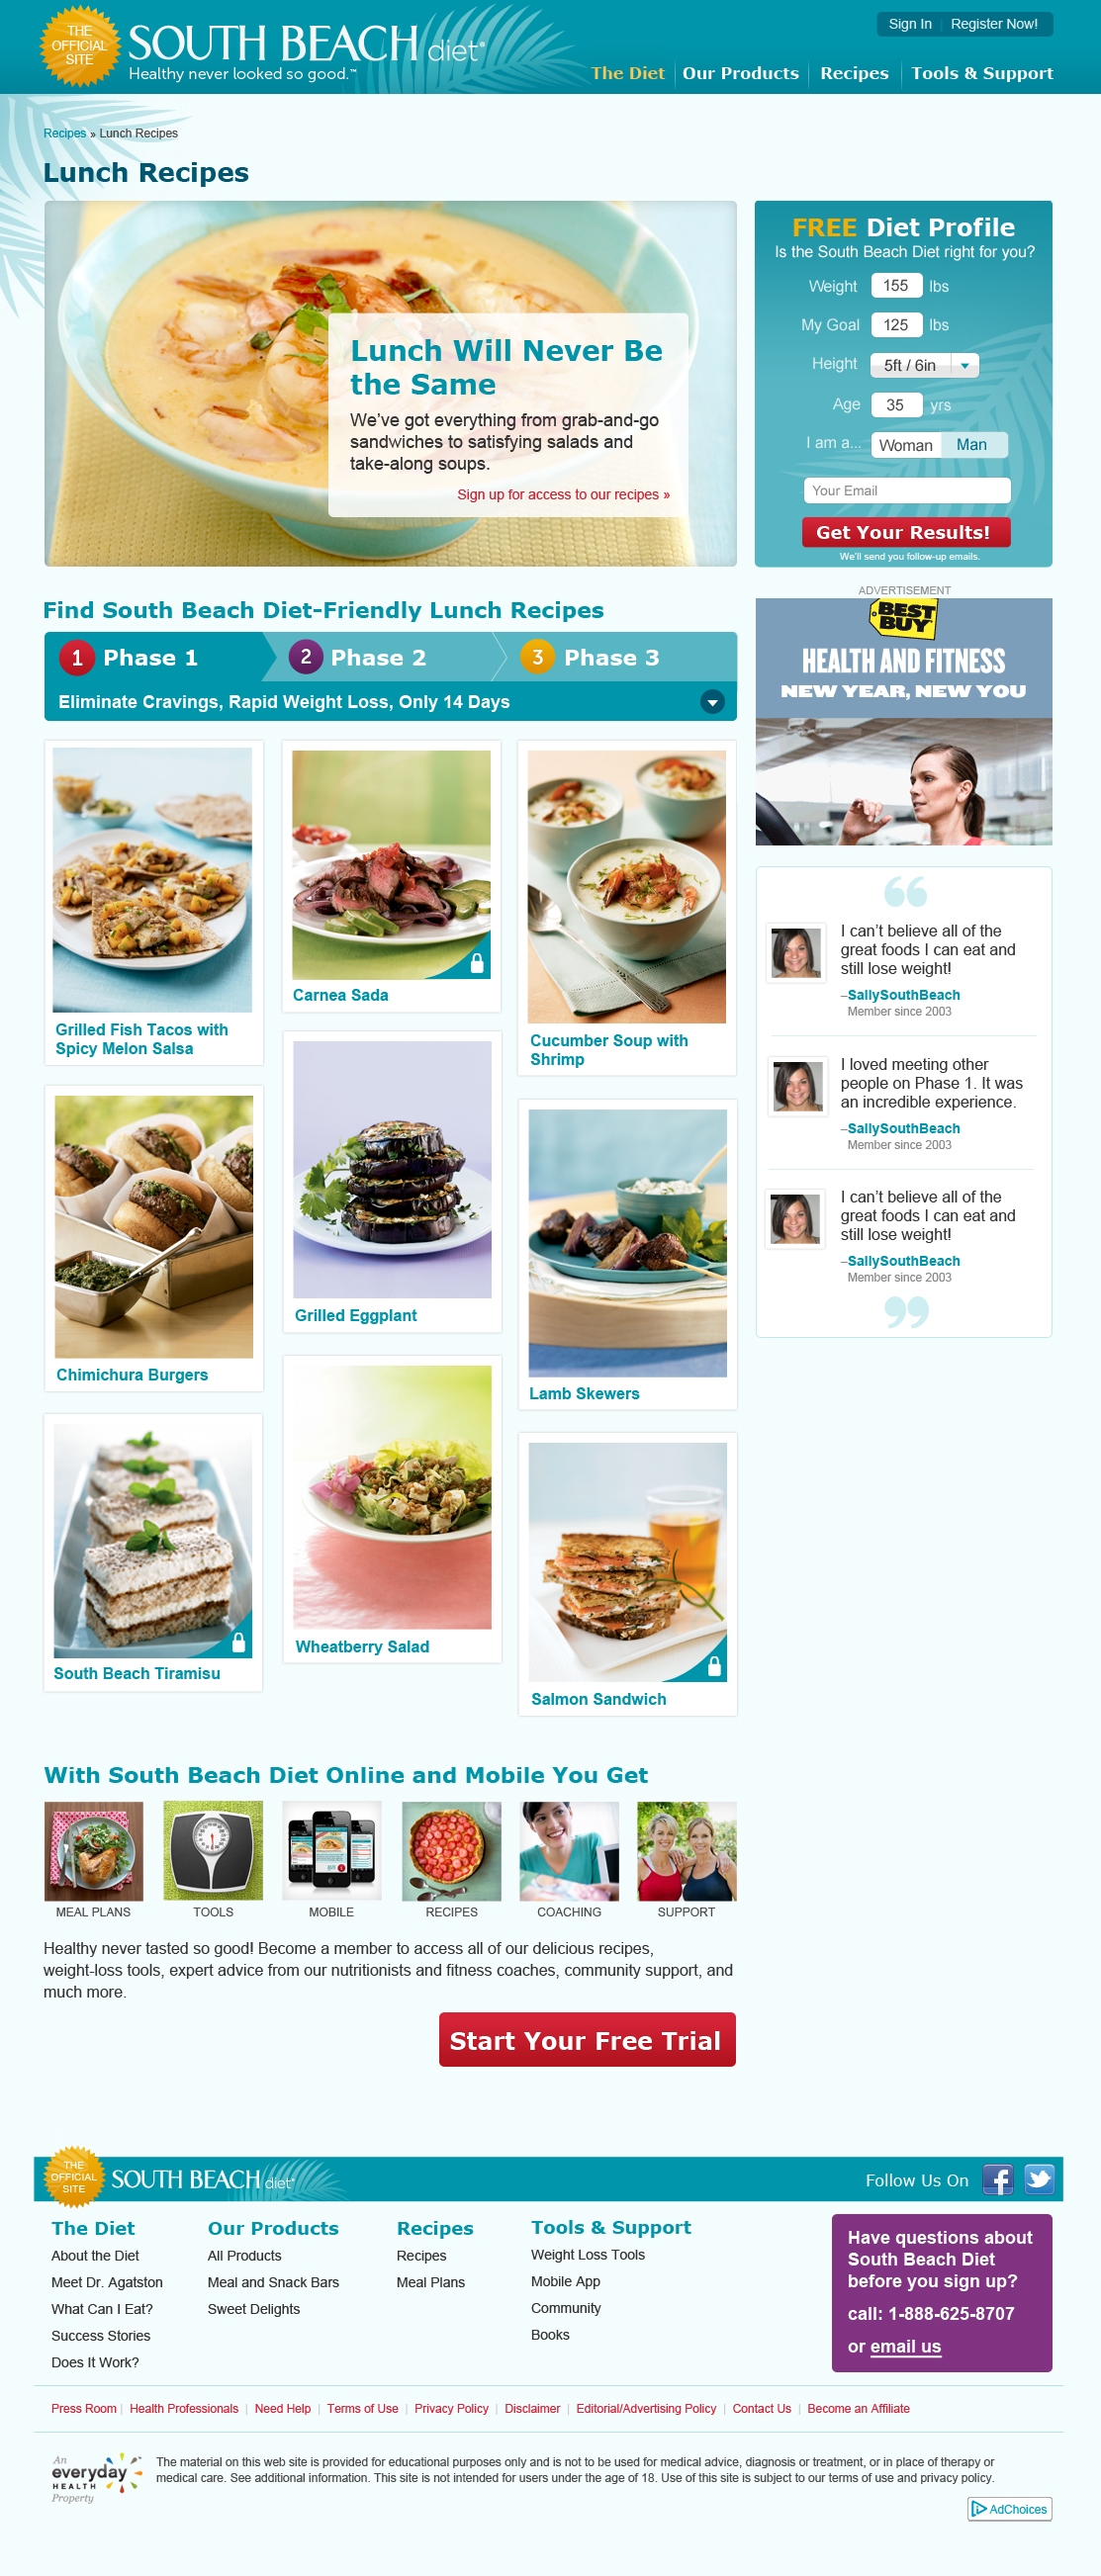 THE
OFFICIAL
SITE
SOUTH BEACH diet®
Healthy never looked so good.™
Sign In | Register Now!
The Diet
Our Products
Recipes
Tools & Support
Recipes » Lunch Recipes
Lunch Recipes
Lunch Will Never Be
the Same
We've got everything from grab-and-go
sandwiches to satisfying salads and
take-along soups.
Sign up for access to our recipes »
FREE Diet Profile
Is the South Beach Diet right for you?
Weight 155 lbs
My Goal 125 lbs
Height 5ft / 6in
Age 35 yrs
I am a... Woman Man
Your Email
Get Your Results!
We'll send you follow-up emails.
Find South Beach Diet-Friendly Lunch Recipes
1 Phase 1
2 Phase 2
3 Phase 3
Eliminate Cravings, Rapid Weight Loss, Only 14 Days
ADVERTISEMENT
BEST
BUY
HEALTH AND FITNESS
NEW YEAR, NEW YOU
Grilled Fish Tacos with
Spicy Melon Salsa
Carnea Sada
Cucumber Soup with
Shrimp
Chimichura Burgers
Grilled Eggplant
Lamb Skewers
South Beach Tiramisu
Wheatberry Salad
Salmon Sandwich
“
I can't believe all of the
great foods I can eat and
still lose weight!
–SallySouthBeach
Member since 2003
I loved meeting other
people on Phase 1. It was
an incredible experience.
–SallySouthBeach
Member since 2003
I can't believe all of the
great foods I can eat and
still lose weight!
–SallySouthBeach
Member since 2003
”
With South Beach Diet Online and Mobile You Get
MEAL PLANS
TOOLS
MOBILE
RECIPES
COACHING
SUPPORT
Healthy never tasted so good! Become a member to access all of our delicious recipes,
weight-loss tools, expert advice from our nutritionists and fitness coaches, community support, and
much more.
Start Your Free Trial
THE
OFFICIAL
SITE
SOUTH BEACH diet®
Follow Us On
The Diet
About the Diet
Meet Dr. Agatston
What Can I Eat?
Success Stories
Does It Work?
Our Products
All Products
Meal and Snack Bars
Sweet Delights
Recipes
Recipes
Meal Plans
Tools & Support
Weight Loss Tools
Mobile App
Community
Books
Have questions about
South Beach Diet
before you sign up?
call: 1-888-625-8707
or email us
Press Room | Health Professionals | Need Help | Terms of Use | Privacy Policy | Disclaimer | Editorial/Advertising Policy | Contact Us | Become an Affiliate
An
everyday
HEALTH
Property
The material on this web site is provided for educational purposes only and is not to be used for medical advice, diagnosis or treatment, or in place of therapy or
medical care. See additional information. This site is not intended for users under the age of 18. Use of this site is subject to our terms of use and privacy policy.
AdChoices